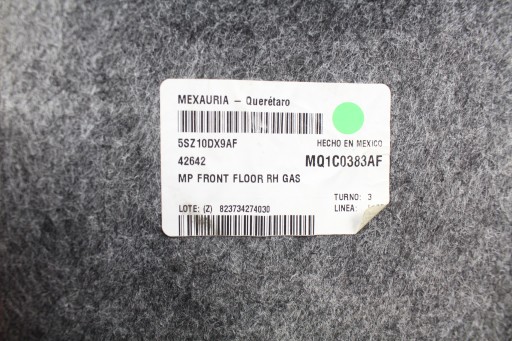 MEXAURIA – Querétaro
5SZ10DX9AF
HECHO EN MEXICO
42642
MQ1C0383AF
MP FRONT FLOOR RH GAS
TURNO: 3
LOTE: (Z) 823734274030
LINEA: